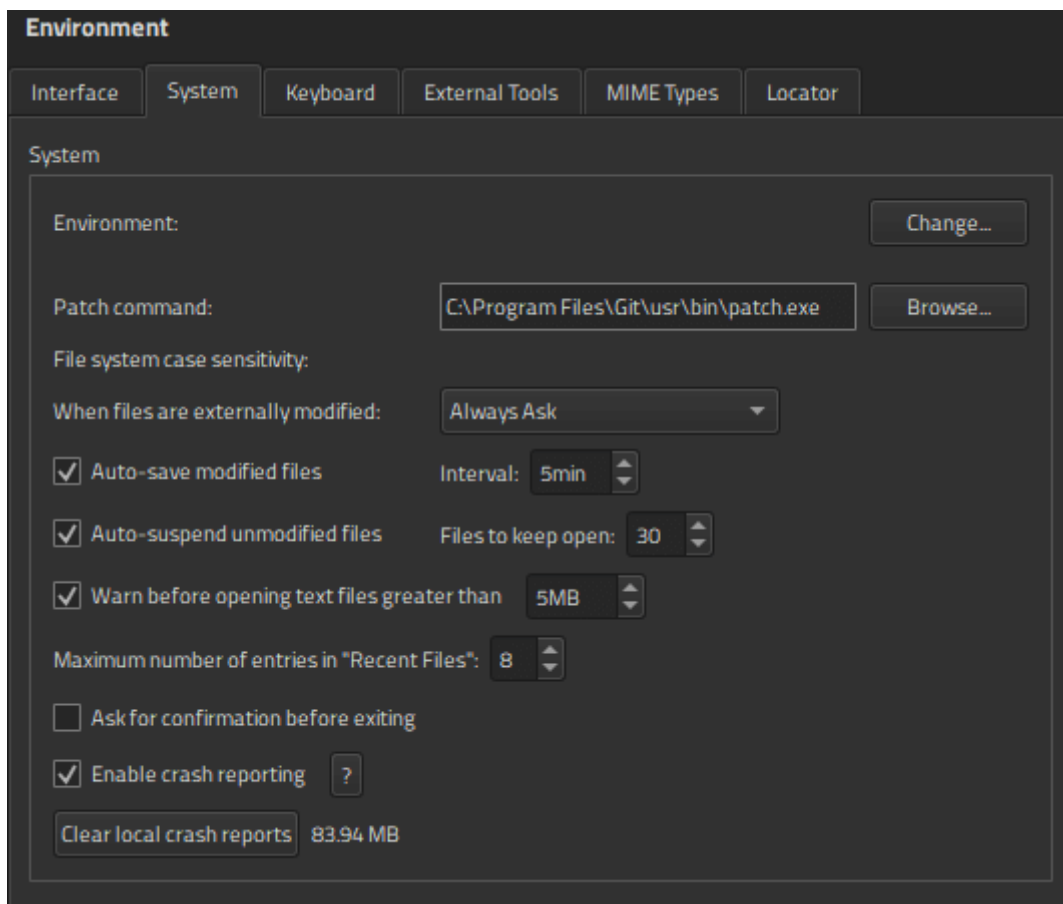 Environment
Interface System Keyboard External Tools MIME Types Locator
System
Environment: Change...
Patch command: C:\Program Files\Git\usr\bin\patch.exe Browse...
File system case sensitivity:
When files are externally modified: Always Ask
Auto-save modified files Interval: 5min
Auto-suspend unmodified files Files to keep open: 30
Warn before opening text files greater than 5MB
Maximum number of entries in "Recent Files": 8
Ask for confirmation before exiting
Enable crash reporting ?
Clear local crash reports 83.94 MB